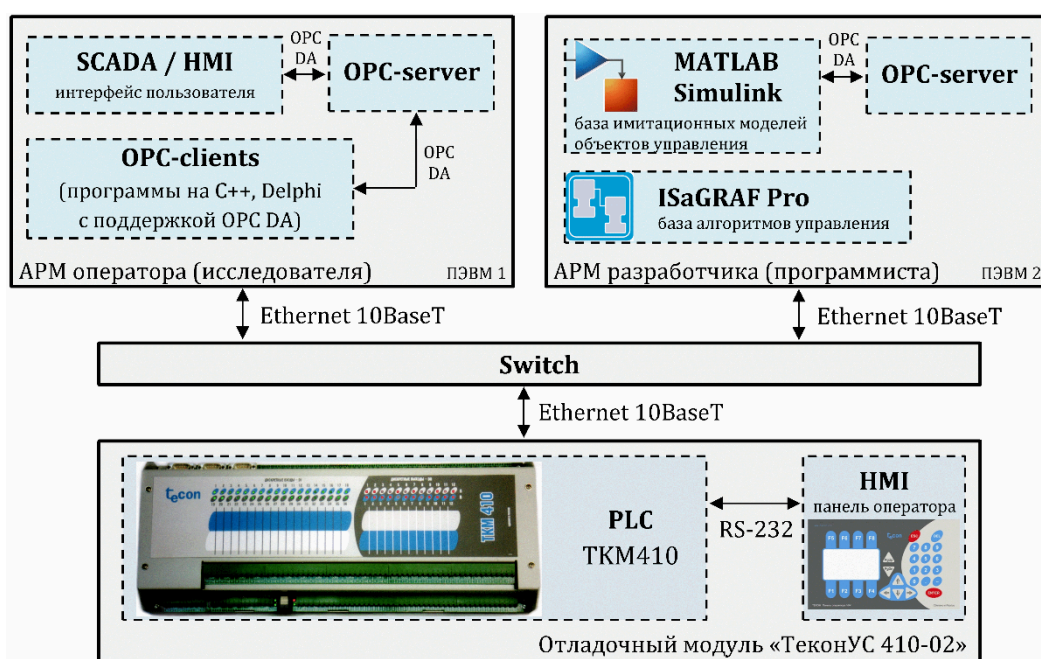 SCADA / HMI
интерфейс пользователя
OPC
DA
OPC-server
OPC-clients
(программы на C++, Delphi
с поддержкой OPC DA)
OPC
DA
АРМ оператора (исследователя)
ПЭВМ 1
MATLAB
Simulink
база имитационных моделей
объектов управления
OPC
DA
OPC-server
ISaGRAF Pro
база алгоритмов управления
АРМ разработчика (программиста)
ПЭВМ 2
Ethernet 10BaseT
Ethernet 10BaseT
Switch
Ethernet 10BaseT
tecon
TKM 410
PLC
TKM410
RS-232
HMI
панель оператора
tecon
F5 F6 F7 F8
F1 F2 F3 F4
ENTER
Отладочный модуль «ТеконУС 410-02»